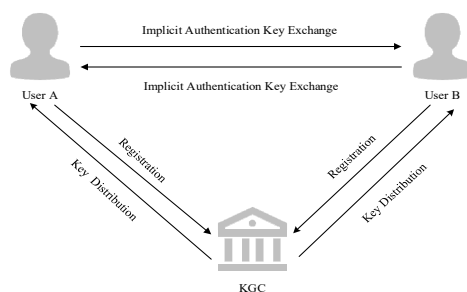 Implicit Authentication Key Exchange
Implicit Authentication Key Exchange
User A
User B
Registration
Key Distribution
Registration
Key Distribution
KGC